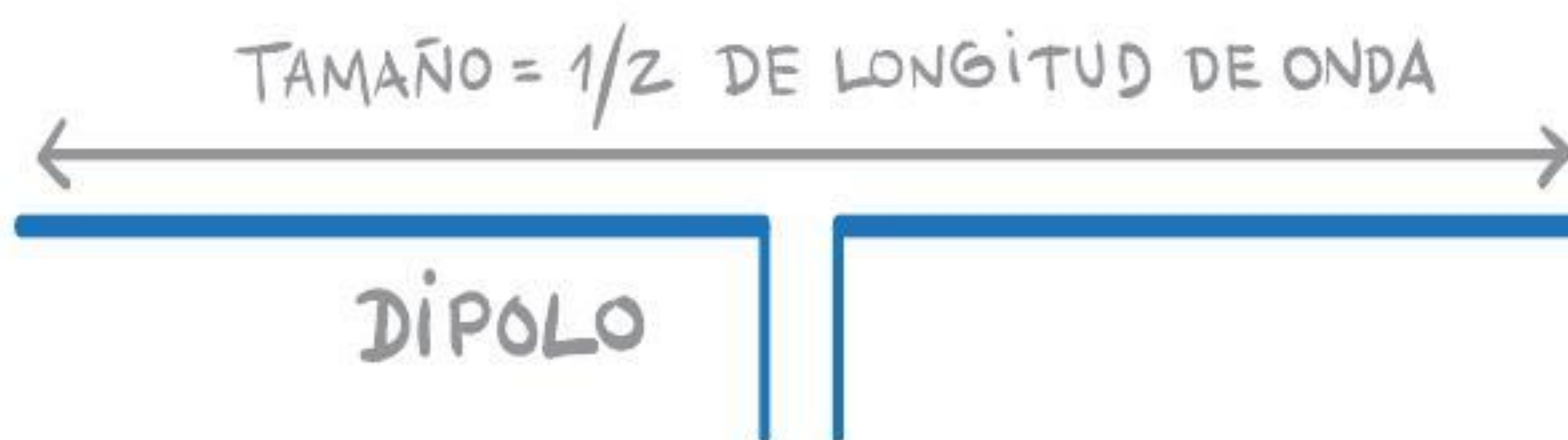 TAMAÑO = 1/2 DE LONGiTUD DE ONDA
DiPOLO